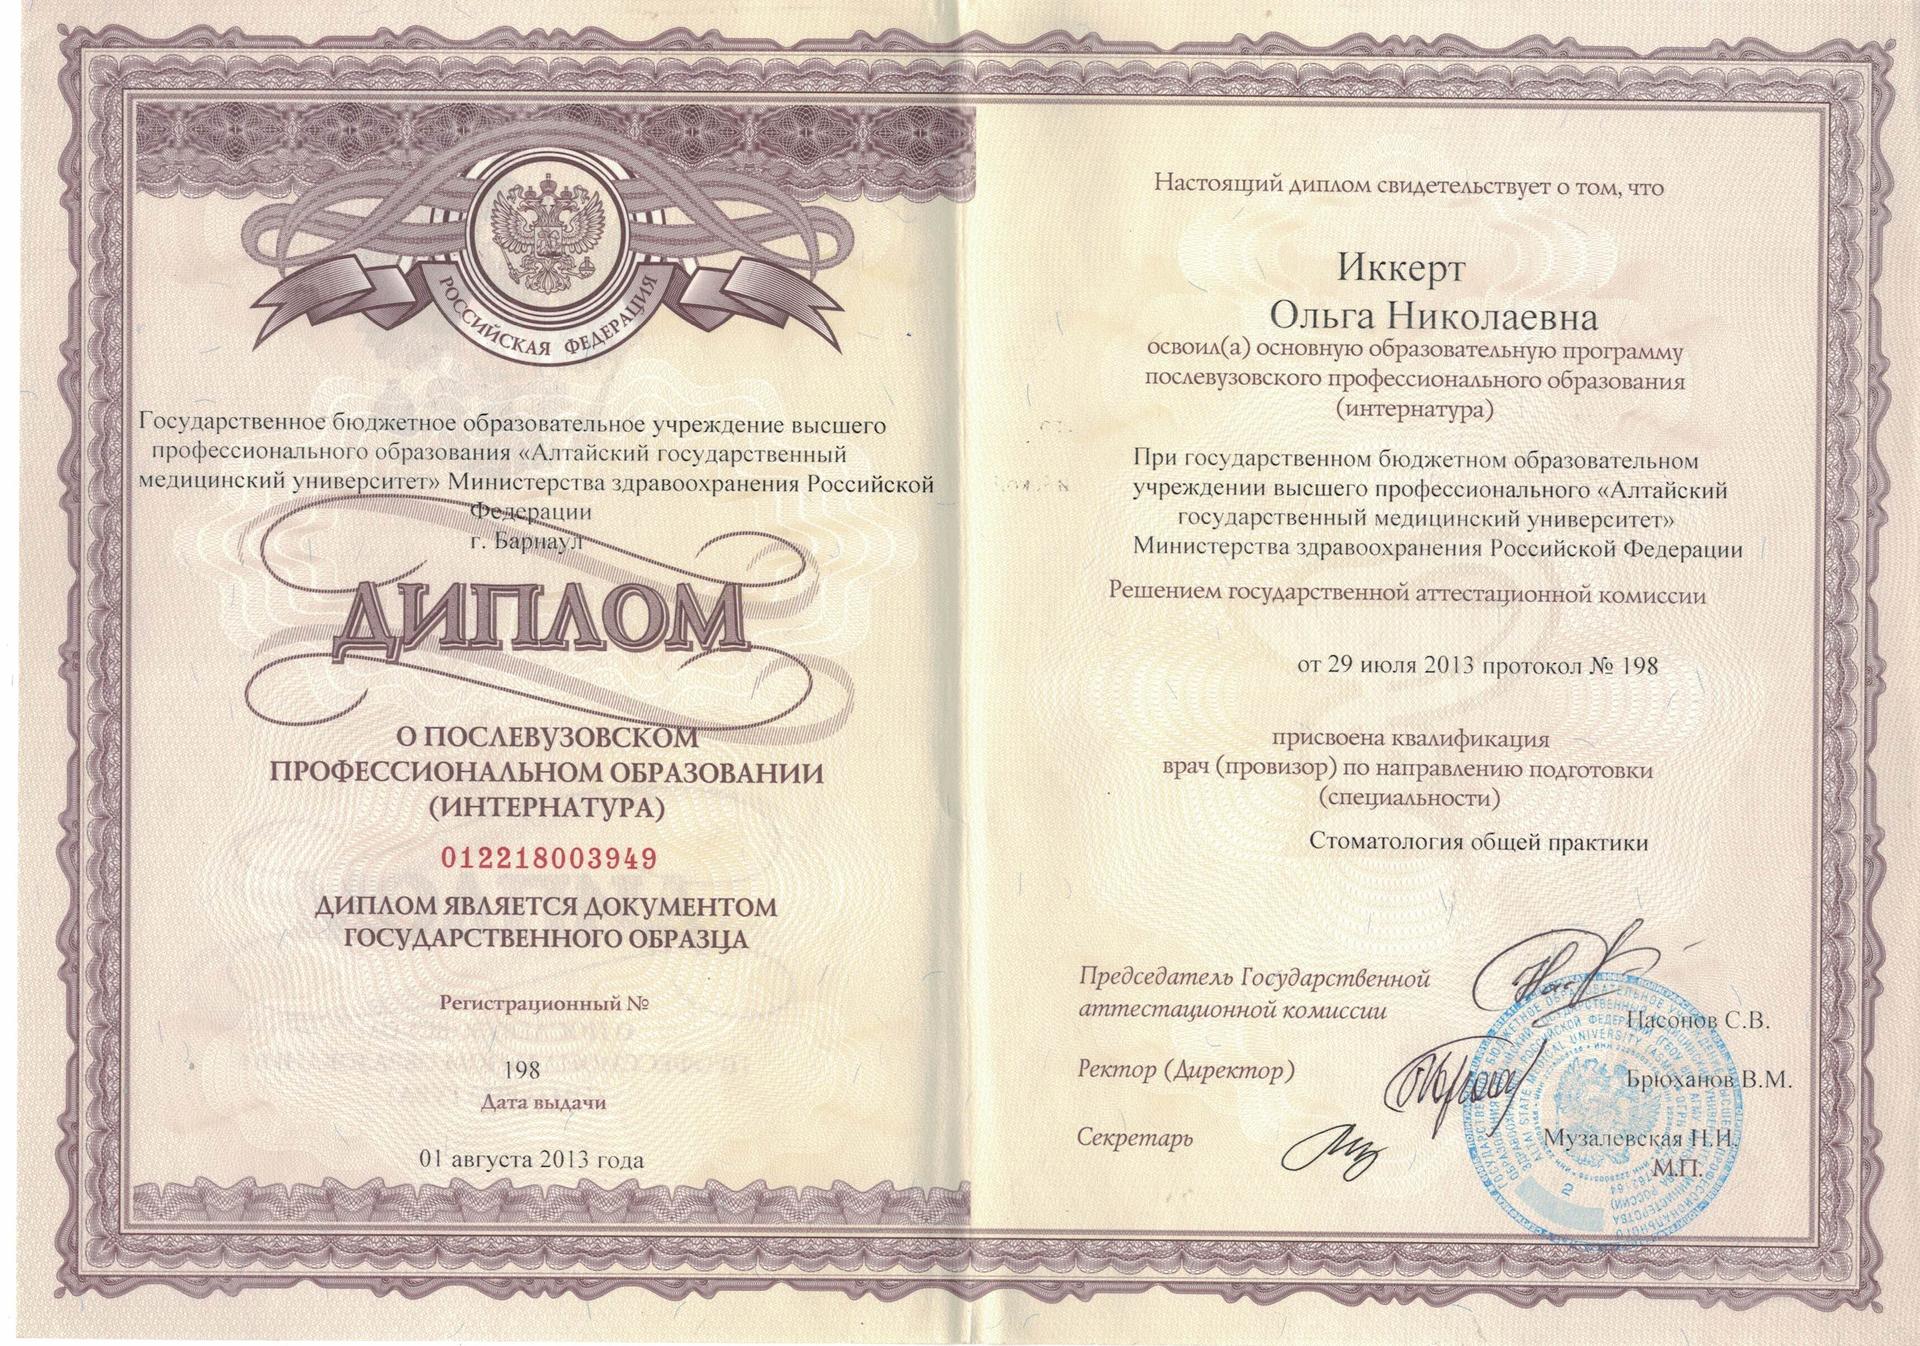 РОССИЙСКАЯ ФЕДЕРАЦИЯ
Государственное бюджетное образовательное учреждение высшего
профессионального образования «Алтайский государственный
медицинский университет» Министерства здравоохранения Российской
Федерации
г. Барнаул
ДИПЛОМ
О ПОСЛЕВУЗОВСКОМ
ПРОФЕССИОНАЛЬНОМ ОБРАЗОВАНИИ
(ИНТЕРНАТУРА)
012218003949
ДИПЛОМ ЯВЛЯЕТСЯ ДОКУМЕНТОМ
ГОСУДАРСТВЕННОГО ОБРАЗЦА
Регистрационный №
198
Дата выдачи
01 августа 2013 года
Настоящий диплом свидетельствует о том, что
Иккерт
Ольга Николаевна
освоил(а) основную образовательную программу
послевузовского профессионального образования
(интернатура)
При государственном бюджетном образовательном
учреждении высшего профессионального «Алтайский
государственный медицинский университет»
Министерства здравоохранения Российской Федерации
Решением государственной аттестационной комиссии
от 29 июля 2013 протокол № 198
присвоена квалификация
врач (провизор) по направлению подготовки
(специальности)
Стоматология общей практики
Председатель Государственной
аттестационной комиссии
Насонов С.В.
Ректор (Директор)
Брюханов В.М.
Секретарь
Музалевская Н.И.
М.П.